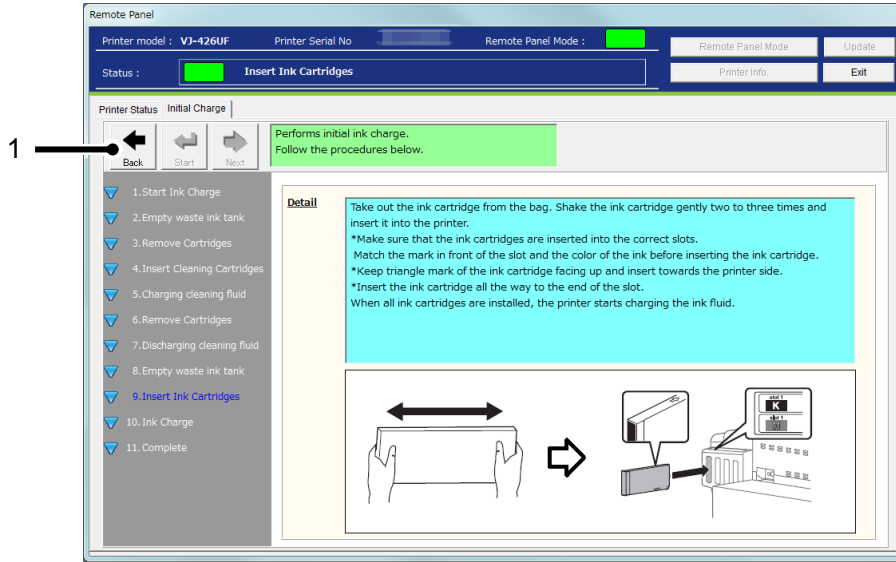 Remote Panel
Printer model : VJ-426UF Printer Serial No Remote Panel Mode :
Remote Panel Mode Update
Status : Insert Ink Cartridges
Printer Info. Exit
Printer Status Initial Charge
1
Back Start Next
Performs initial ink charge.
Follow the procedures below.
1.Start Ink Charge
2.Empty waste ink tank
3.Remove Cartridges
4.Insert Cleaning Cartridges
5.Charging cleaning fluid
6.Remove Cartridges
7.Discharging cleaning fluid
8.Empty waste ink tank
9.Insert Ink Cartridges
10.Ink Charge
11.Complete
Detail
Take out the ink cartridge from the bag. Shake the ink cartridge gently two to three times and
insert it into the printer.
*Make sure that the ink cartridges are inserted into the correct slots.
Match the mark in front of the slot and the color of the ink before inserting the ink cartridge.
*Keep triangle mark of the ink cartridge facing up and insert towards the printer side.
*Insert the ink cartridge all the way to the end of the slot.
When all ink cartridges are installed, the printer starts charging the ink fluid.
slot 1
K
slot 1
M